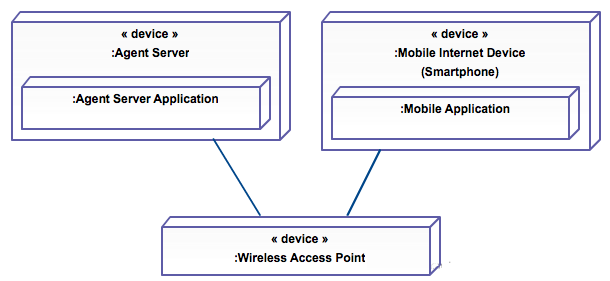 « device »
:Agent Server
:Agent Server Application
« device »
:Mobile Internet Device
(Smartphone)
:Mobile Application
« device »
:Wireless Access Point